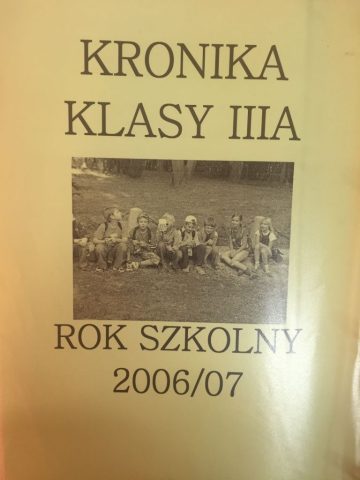 KRONIKA
KLASY IIIA
ROK SZKOLNY
2006/07